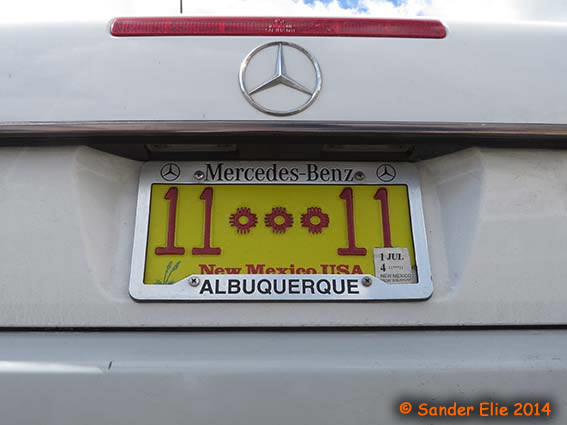 Mercedes-Benz
11 11
1 JUL
4
New Mexico USA
NEW MEXICO
ALBUQUERQUE
© Sander Elie 2014